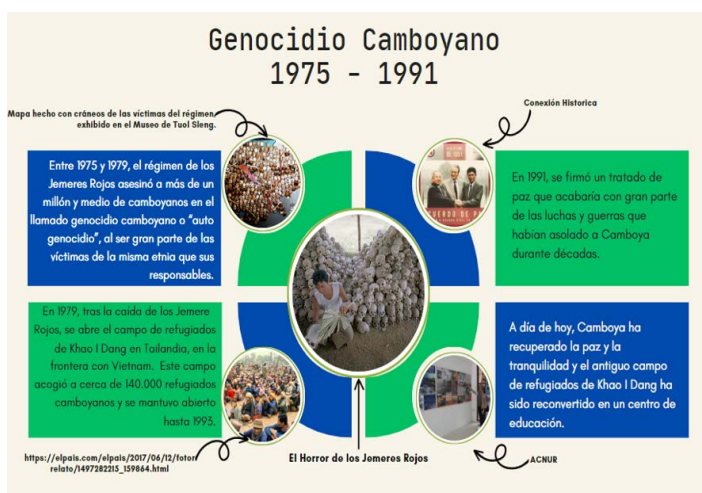 Genocidio Camboyano
1975 - 1991
Mapa hecho con cráneos de las víctimas del régimen,
exhibido en el Museo de Tuol Sleng.
Conexión Historica
Entre 1975 y 1979, el régimen de los
Jemeres Rojos asesinó a más de un
millón y medio de camboyanos en el
llamado genocidio camboyano o "auto
genocidio", al ser gran parte de las
víctimas de la misma etnia que sus
responsables.
En 1991, se firmó un tratado de
paz que acabaría con gran parte
de las luchas y guerras que
habían asolado a Camboya
durante décadas.
En 1979, tras la caída de los Jemere
Rojos, se abre el campo de refugiados
de Khao I Dang en Tailandia, en la
frontera con Vietnam. Este campo
acogió a cerca de 140.000 refugiados
camboyanos y se mantuvo abierto
hasta 1993.
A día de hoy, Camboya ha
recuperado la paz y la
tranquilidad y el antiguo campo
de refugiados de Khao I Dang ha
sido reconvertido en un centro de
educación.
https://elpais.com/elpais/2017/06/12/fotor
relato/1497282215_159864.html
El Horror de los Jemeres Rojos
ACNUR